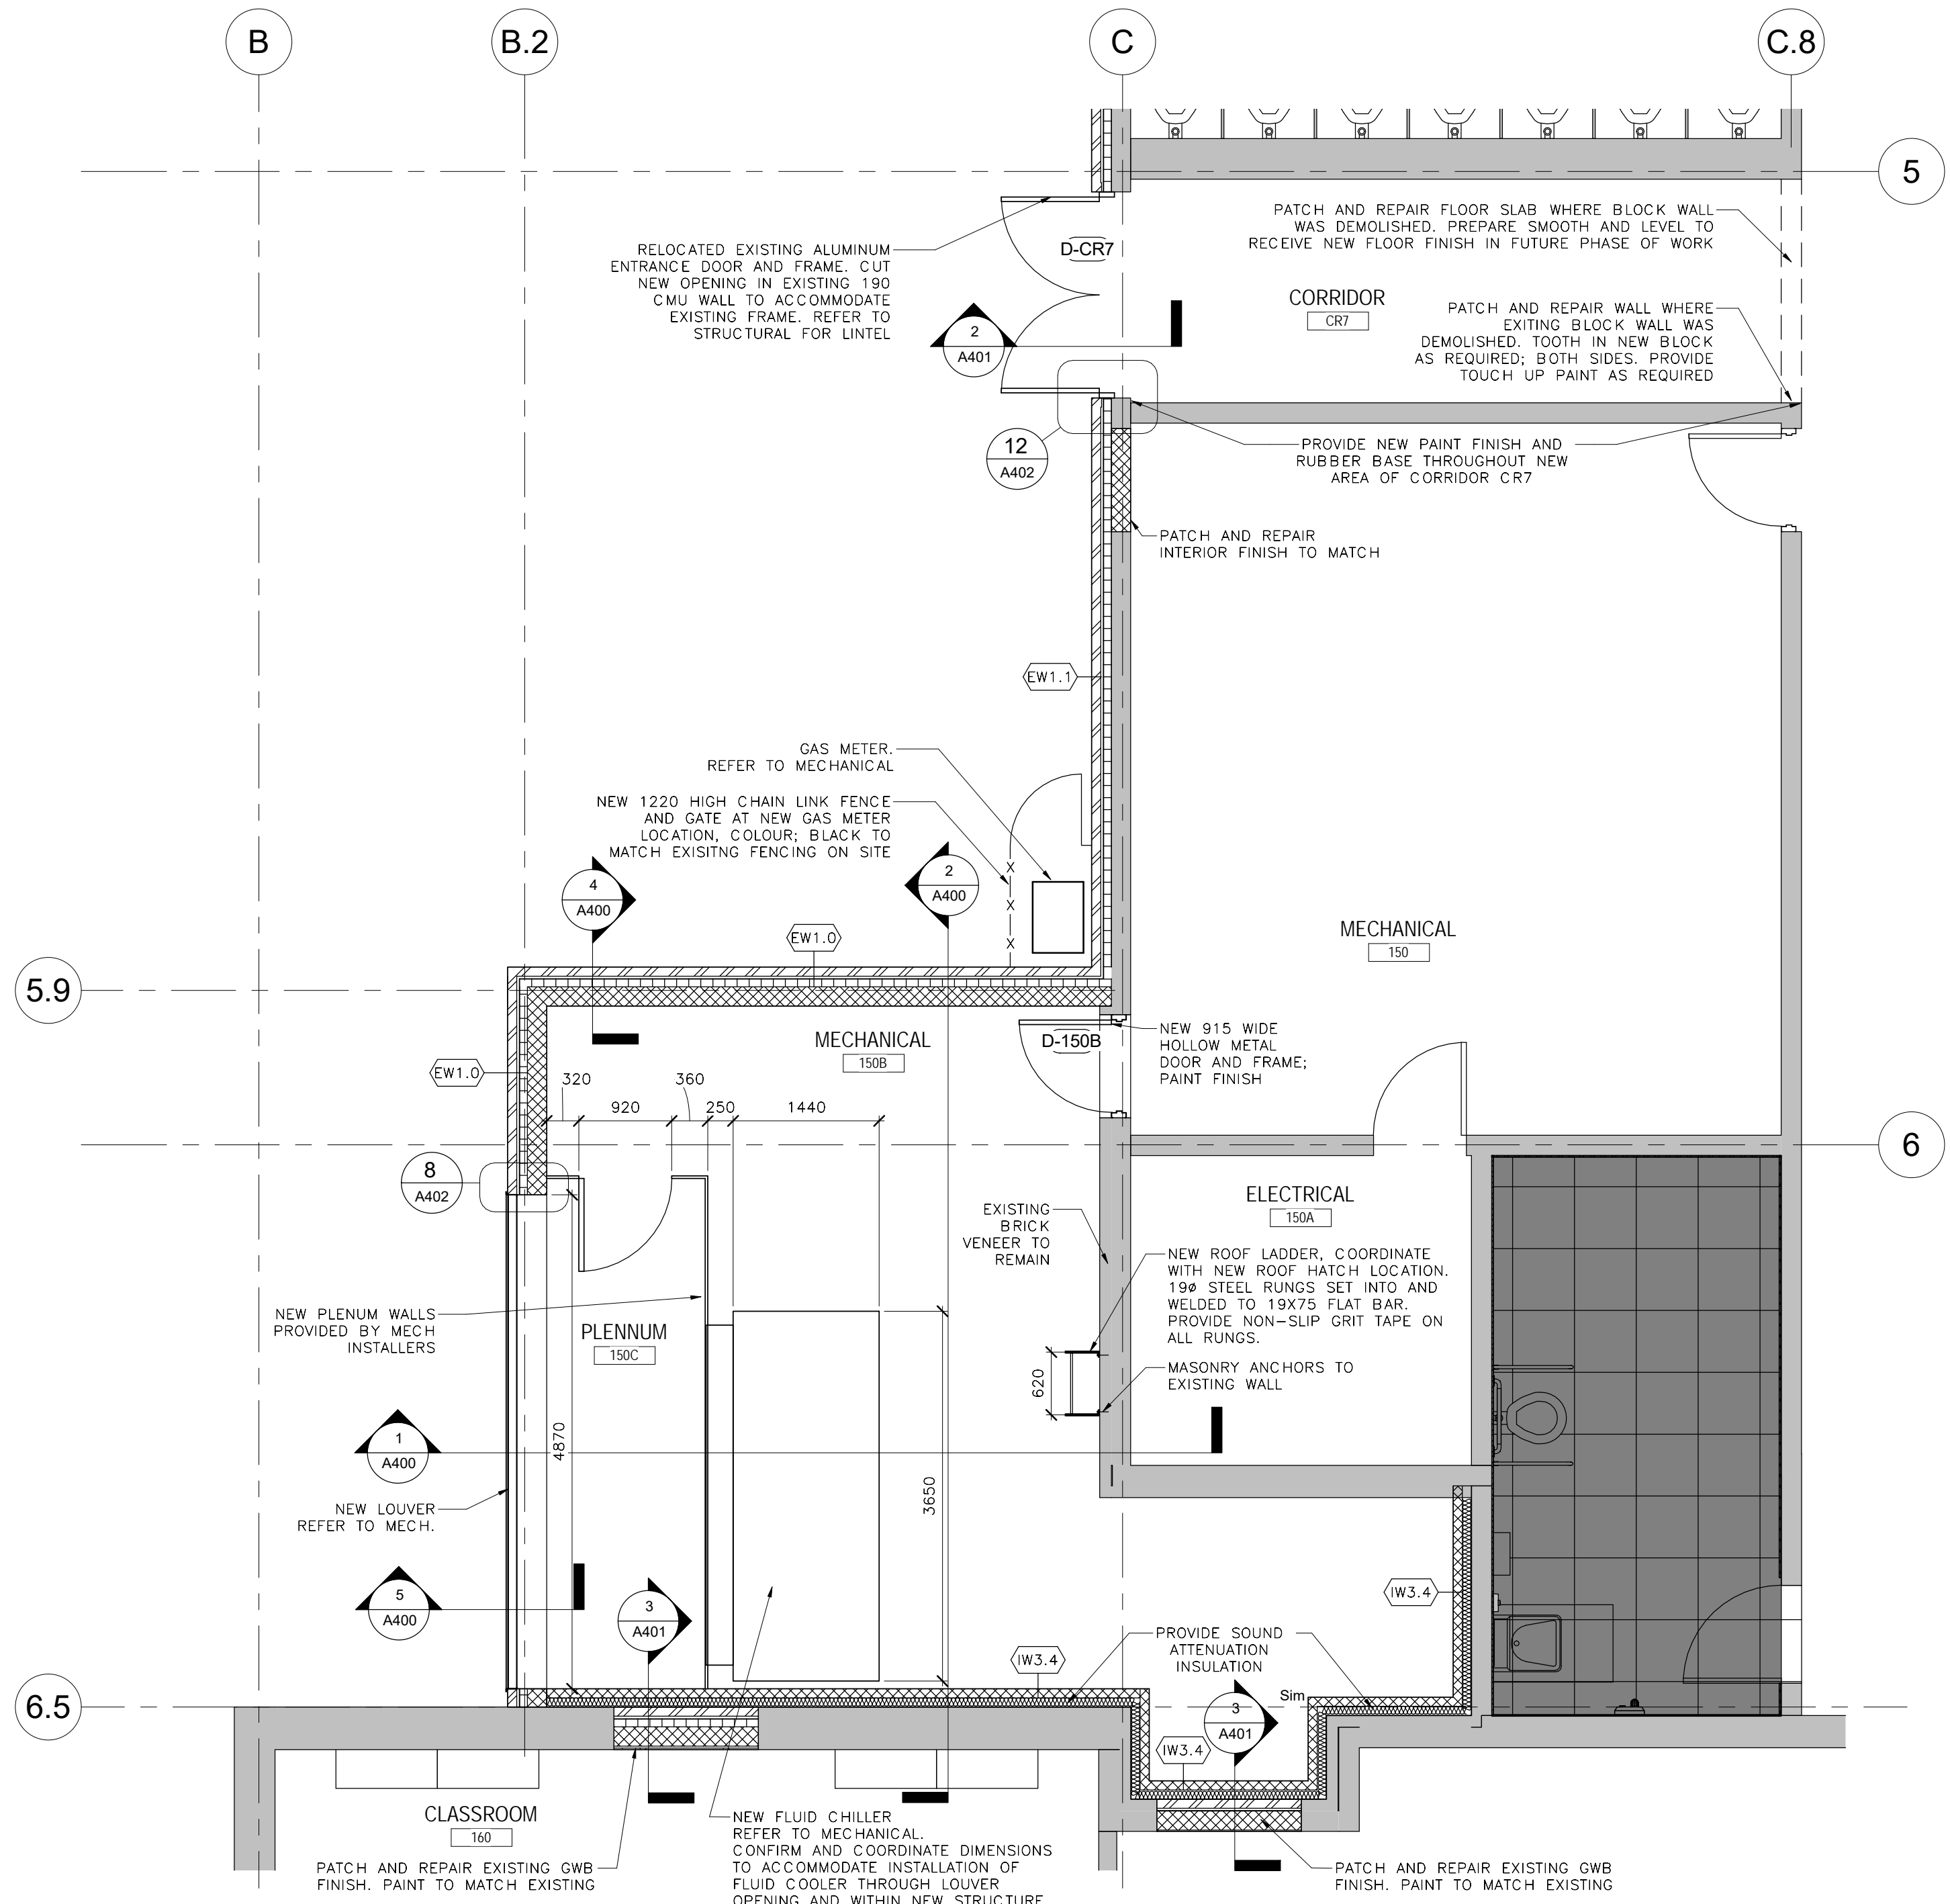 B
B.2
C
C.8
5
RELOCATED EXISTING ALUMINUM
ENTRANCE DOOR AND FRAME. CUT
NEW OPENING IN EXISTING 190
CMU WALL TO ACCOMMODATE
EXISTING FRAME. REFER TO
STRUCTURAL FOR LINTEL
D-CR7
PATCH AND REPAIR FLOOR SLAB WHERE BLOCK WALL
WAS DEMOLISHED. PREPARE SMOOTH AND LEVEL TO
RECEIVE NEW FLOOR FINISH IN FUTURE PHASE OF WORK
CORRIDOR
CR7
PATCH AND REPAIR WALL WHERE
EXITING BLOCK WALL WAS
DEMOLISHED. TOOTH IN NEW BLOCK
AS REQUIRED; BOTH SIDES. PROVIDE
TOUCH UP PAINT AS REQUIRED
2
A401
12
A402
PROVIDE NEW PAINT FINISH AND
RUBBER BASE THROUGHOUT NEW
AREA OF CORRIDOR CR7
PATCH AND REPAIR
INTERIOR FINISH TO MATCH
EW1.1
GAS METER.
REFER TO MECHANICAL
NEW 1220 HIGH CHAIN LINK FENCE
AND GATE AT NEW GAS METER
LOCATION, COLOUR; BLACK TO
MATCH EXISITNG FENCING ON SITE
X
X
X
4
A400
2
A400
EW1.0
MECHANICAL
150
5.9
MECHANICAL
150B
D-150B
NEW 915 WIDE
HOLLOW METAL
DOOR AND FRAME;
PAINT FINISH
EW1.0
320
360
920
250
1440
6
8
A402
EXISTING
BRICK
VENEER TO
REMAIN
ELECTRICAL
150A
NEW ROOF LADDER, COORDINATE
WITH NEW ROOF HATCH LOCATION.
19ø STEEL RUNGS SET INTO AND
WELDED TO 19X75 FLAT BAR.
PROVIDE NON-SLIP GRIT TAPE ON
ALL RUNGS.
NEW PLENUM WALLS
PROVIDED BY MECH
INSTALLERS
PLENNUM
150C
620
MASONRY ANCHORS TO
EXISTING WALL
1
A400
4870
3650
NEW LOUVER
REFER TO MECH.
5
A400
3
A401
IW3.4
PROVIDE SOUND
ATTENUATION
INSULATION
IW3.4
6.5
Sim
3
A401
IW3.4
CLASSROOM
160
PATCH AND REPAIR EXISTING GWB
FINISH. PAINT TO MATCH EXISTING
NEW FLUID CHILLER
REFER TO MECHANICAL.
CONFIRM AND COORDINATE DIMENSIONS
TO ACCOMMODATE INSTALLATION OF
FLUID COOLER THROUGH LOUVER
OPENING AND WITHIN NEW STRUCTURE
PATCH AND REPAIR EXISTING GWB
FINISH. PAINT TO MATCH EXISTING